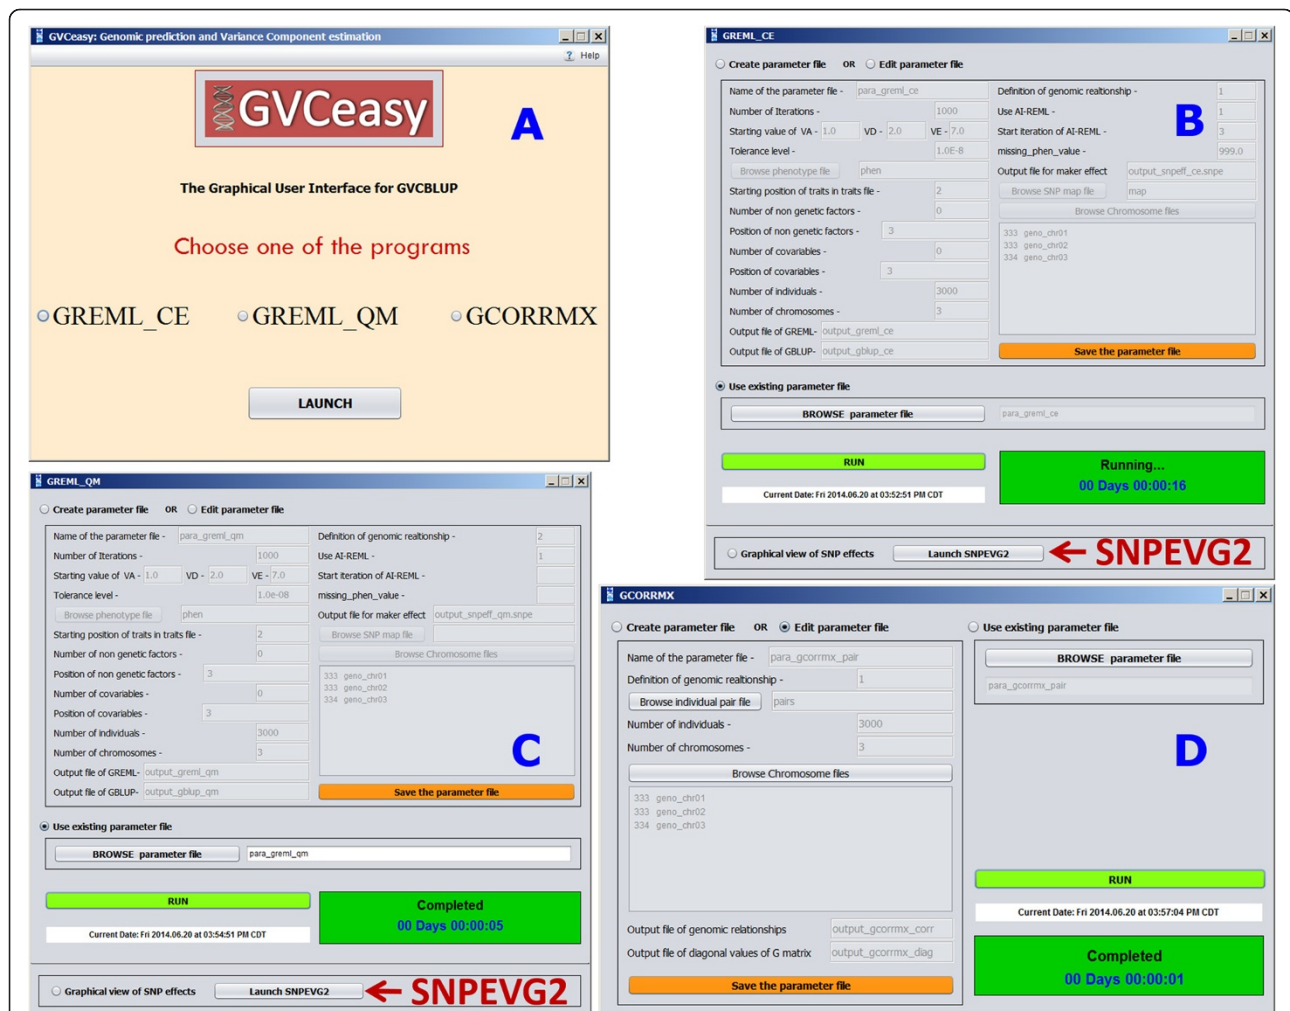 GVCeasy: Genomic prediction and Variance Component estimation
Help
GVCeasy
A
The Graphical User Interface for GVCBLUP
Choose one of the programs
GREML_CE GREML_QM GCORRMX
LAUNCH
GREML_CE
Create parameter file OR Edit parameter file
Name of the parameter file - para_greml_ce
Number of Iterations - 1000
Starting value of VA - 1.0 VD - 2.0 VE - 7.0
Tolerance level - 1.0E-8
Browse phenotype file phen
Starting position of traits in traits file - 2
Number of non genetic factors - 0
Position of non genetic factors - 3
Number of covariables - 0
Position of covariables - 3
Number of individuals - 3000
Number of chromosomes - 3
Output file of GREML- output_greml_ce
Output file of GBLUP- output_gblup_ce
Definition of genomic realtionship - 1
Use AI-REML - 1
Start iteration of AI-REML - 3
missing_phen_value - 999.0
Output file for maker effect output_snpeff_ce.snpe
Browse SNP map file map
Browse Chromosome files
333 geno_chr01
333 geno_chr02
334 geno_chr03
Save the parameter file
B
Use existing parameter file
BROWSE parameter file para_greml_ce
RUN
Current Date: Fri 2014.06.20 at 03:52:51 PM CDT
Running...
00 Days 00:00:16
Graphical view of SNP effects Launch SNPEVG2 ← SNPEVG2
GREML_QM
Create parameter file OR Edit parameter file
Name of the parameter file - para_greml_qm
Number of Iterations - 1000
Starting value of VA - 1.0 VD - 2.0 VE - 7.0
Tolerance level - 1.0e-08
Browse phenotype file phen
Starting position of traits in traits file - 2
Number of non genetic factors - 0
Position of non genetic factors - 3
Number of covariables - 0
Position of covariables - 3
Number of individuals - 3000
Number of chromosomes - 3
Output file of GREML- output_greml_qm
Output file of GBLUP- output_gblup_qm
Definition of genomic realtionship - 2
Use AI-REML - 1
Start iteration of AI-REML -
missing_phen_value -
Output file for maker effect output_snpeff_qm.snpe
Browse SNP map file
Browse Chromosome files
333 geno_chr01
333 geno_chr02
334 geno_chr03
Save the parameter file
C
Use existing parameter file
BROWSE parameter file para_greml_qm
RUN
Current Date: Fri 2014.06.20 at 03:54:51 PM CDT
Completed
00 Days 00:00:05
Graphical view of SNP effects Launch SNPEVG2 ← SNPEVG2
GCORRMX
Create parameter file OR Edit parameter file
Name of the parameter file - para_gcorrmx_pair
Definition of genomic realtionship - 1
Browse individual pair file pairs
Number of individuals - 3000
Number of chromosomes - 3
Browse Chromosome files
333 geno_chr01
333 geno_chr02
334 geno_chr03
Output file of genomic relationships output_gcorrmx_corr
Output file of diagonal values of G matrix output_gcorrmx_diag
Save the parameter file
Use existing parameter file
BROWSE parameter file
para_gcorrmx_pair
D
RUN
Current Date: Fri 2014.06.20 at 03:57:04 PM CDT
Completed
00 Days 00:00:01